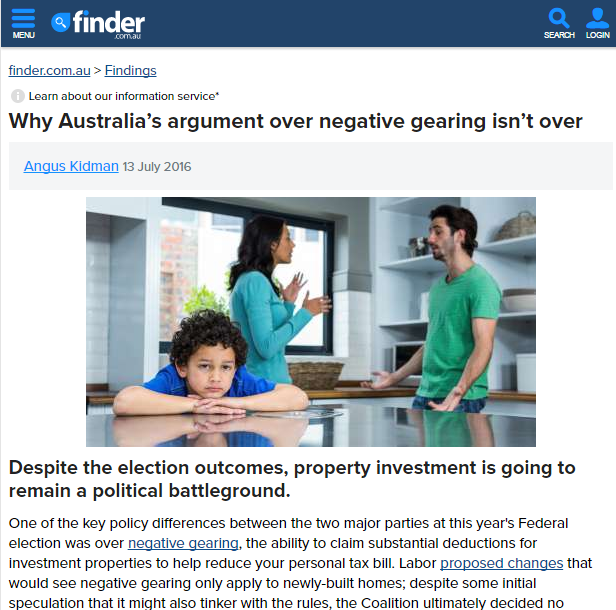 MENU
finder
.com.au
SEARCH
LOGIN
finder.com.au > Findings
Learn about our information service*
Why Australia's argument over negative gearing isn't over
Angus Kidman 13 July 2016
Despite the election outcomes, property investment is going to
remain a political battleground.
One of the key policy differences between the two major parties at this year's Federal
election was over negative gearing, the ability to claim substantial deductions for
investment properties to help reduce your personal tax bill. Labor proposed changes that
would see negative gearing only apply to newly-built homes; despite some initial
speculation that it might also tinker with the rules, the Coalition ultimately decided no